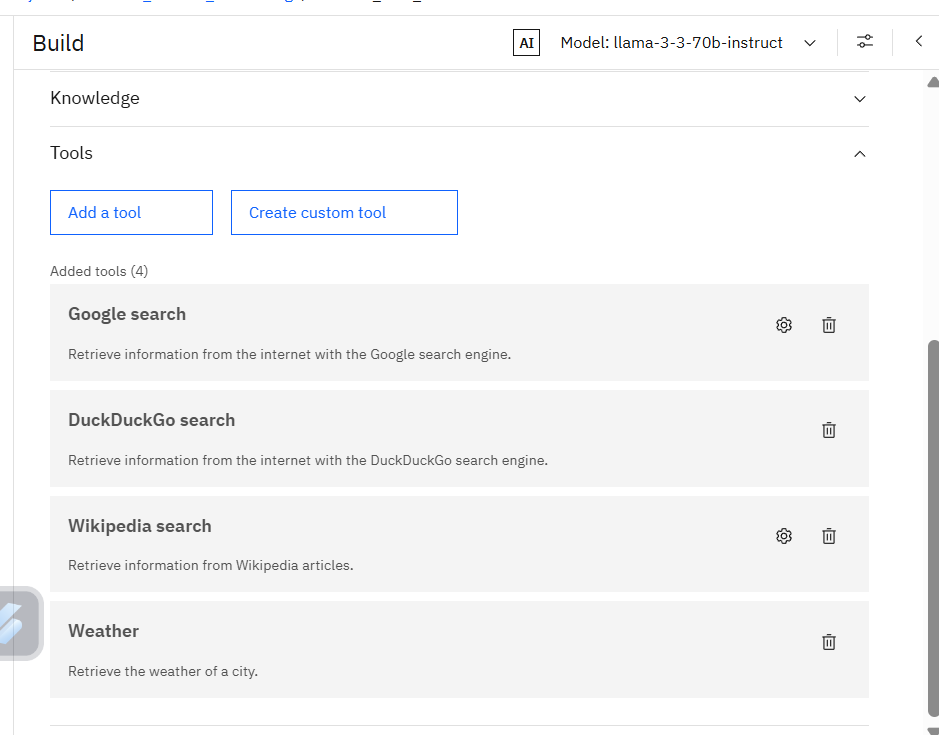 Build
AI
Model: llama-3-3-70b-instruct
Knowledge
Tools
Add a tool
Create custom tool
Added tools (4)
Google search
Retrieve information from the internet with the Google search engine.
DuckDuckGo search
Retrieve information from the internet with the DuckDuckGo search engine.
Wikipedia search
Retrieve information from Wikipedia articles.
Weather
Retrieve the weather of a city.